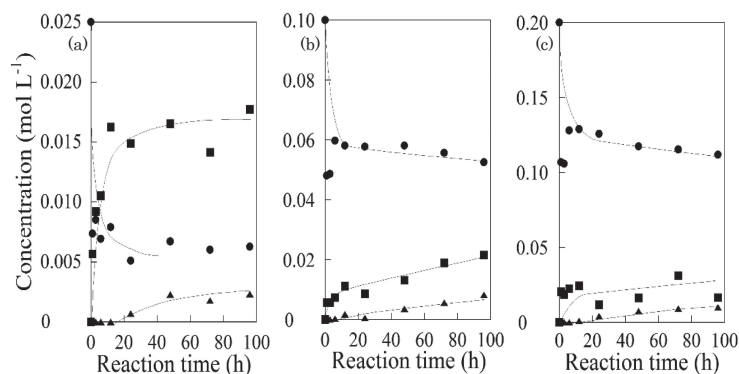 Concentration (mol L⁻¹)
(a)
0.025
0.020
0.015
0.010
0.005
0
0 20 40 60 80 100
Reaction time (h)
(b)
0.10
0.08
0.06
0.04
0.02
0
0 20 40 60 80 100
Reaction time (h)
(c)
0.20
0.15
0.10
0.05
0
0 20 40 60 80 100
Reaction time (h)